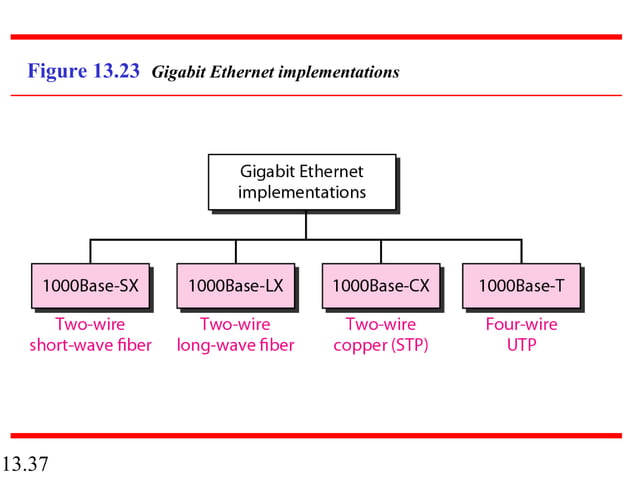 Figure 13.23 Gigabit Ethernet implementations
Gigabit Ethernet
implementations
1000Base-SX
1000Base-LX
1000Base-CX
1000Base-T
Two-wire
short-wave fiber
Two-wire
long-wave fiber
Two-wire
copper (STP)
Four-wire
UTP
13.37